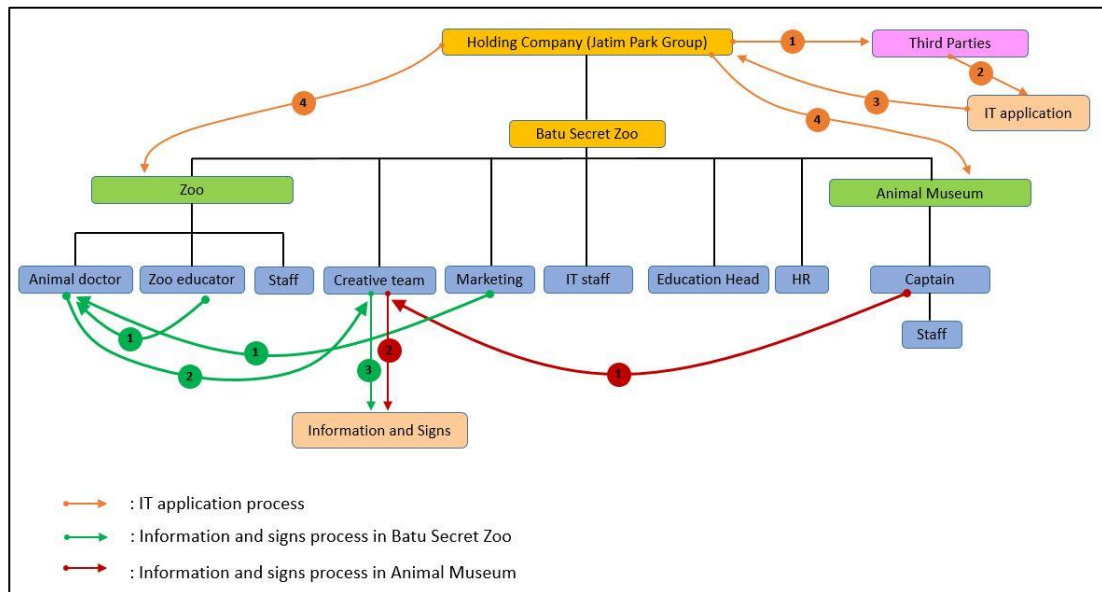 Holding Company (Jatim Park Group)
1
Third Parties
2
3
4
4
IT application
Batu Secret Zoo
Zoo
Animal Museum
Animal doctor
Zoo educator
Staff
Creative team
Marketing
IT staff
Education Head
HR
Captain
Staff
1
1
2
2
3
1
Information and Signs
: IT application process
: Information and signs process in Batu Secret Zoo
: Information and signs process in Animal Museum